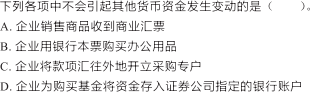 下列各项中不会引起其他货币资金发生变动的是（　　）。
A. 企业销售商品收到商业汇票
B. 企业用银行本票购买办公用品
C. 企业将款项汇往外地开立采购专户
D. 企业为购买基金将资金存入证券公司指定的银行账户